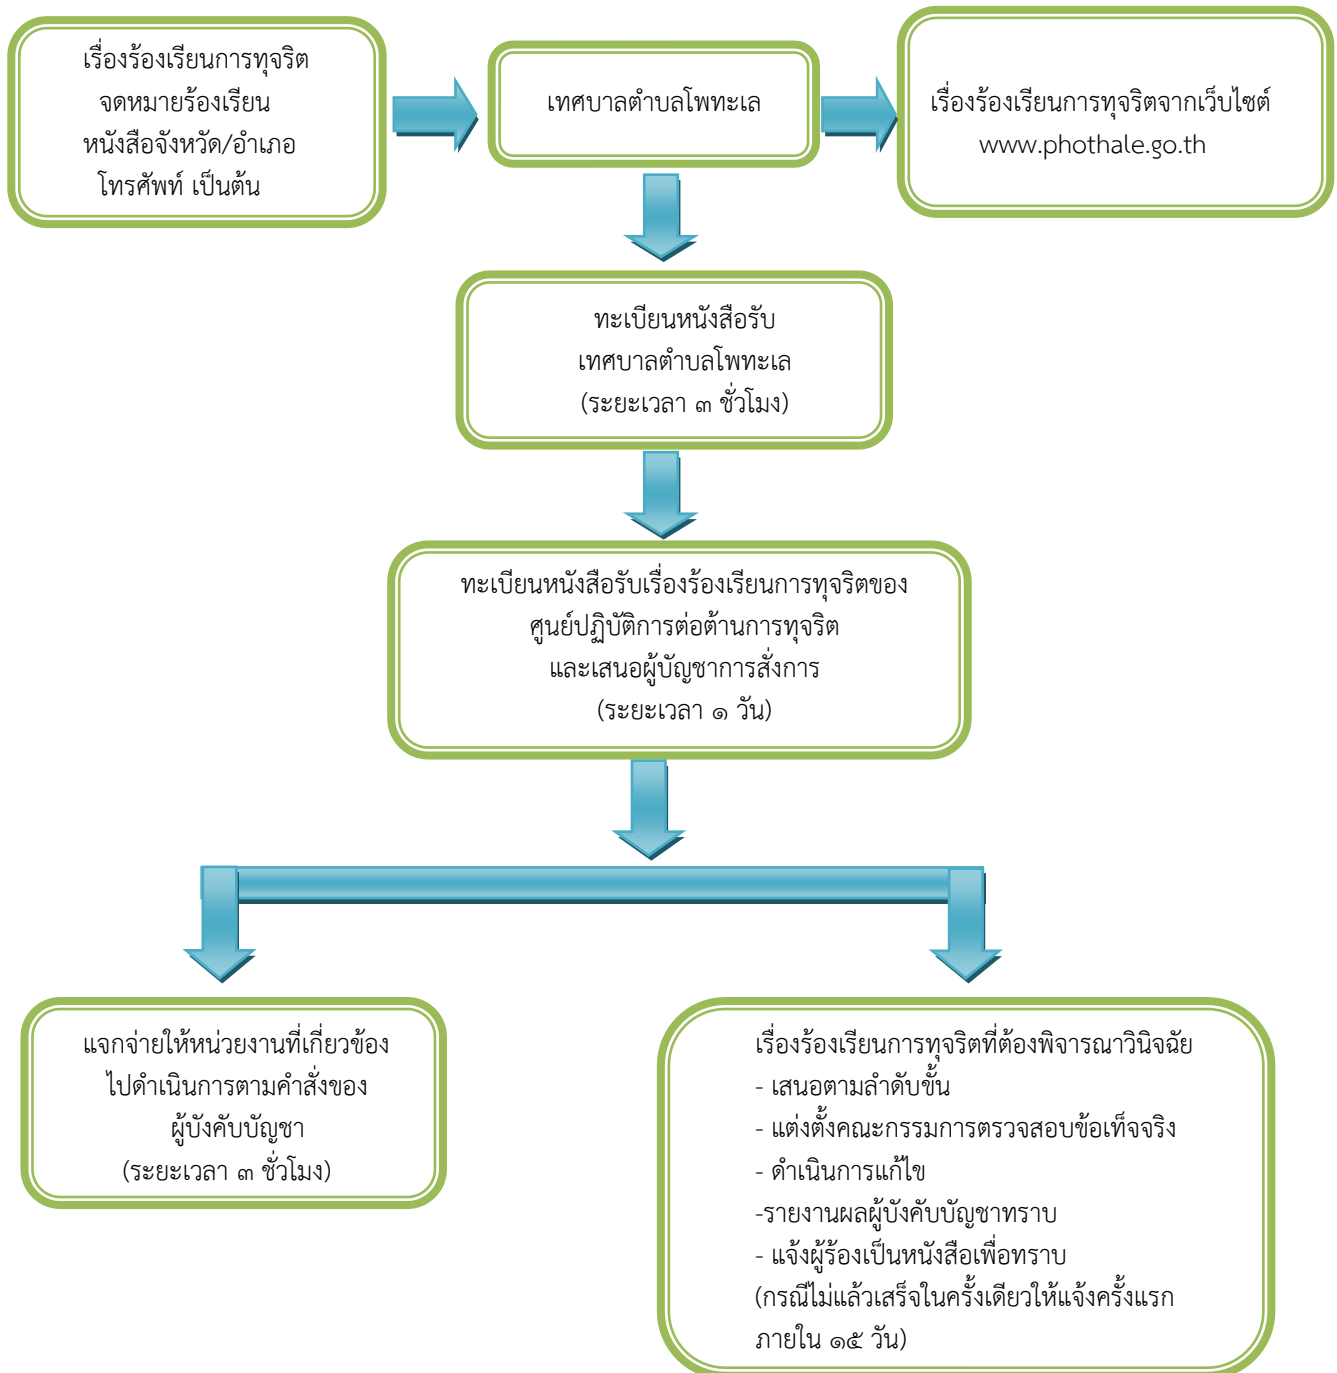 เรื่องร้องเรียนการทุจริต
จดหมายร้องเรียน
หนังสือจังหวัด/อำเภอ
โทรศัพท์ เป็นต้น
เทศบาลตำบลโพทะเล
เรื่องร้องเรียนการทุจริตจากเว็บไซต์
www.phothale.go.th
ทะเบียนหนังสือรับ
เทศบาลตำบลโพทะเล
(ระยะเวลา ๓ ชั่วโมง)
ทะเบียนหนังสือรับเรื่องร้องเรียนการทุจริตของ
ศูนย์ปฏิบัติการต่อต้านการทุจริต
และเสนอผู้บัญชาการสั่งการ
(ระยะเวลา ๑ วัน)
แจกจ่ายให้หน่วยงานที่เกี่ยวข้อง
ไปดำเนินการตามคำสั่งของ
ผู้บังคับบัญชา
(ระยะเวลา ๓ ชั่วโมง)
เรื่องร้องเรียนการทุจริตที่ต้องพิจารณาวินิจฉัย
- เสนอตามลำดับขั้น
- แต่งตั้งคณะกรรมการตรวจสอบข้อเท็จจริง
- ดำเนินการแก้ไข
-รายงานผลผู้บังคับบัญชาทราบ
- แจ้งผู้ร้องเป็นหนังสือเพื่อทราบ
(กรณีไม่แล้วเสร็จในครั้งเดียวให้แจ้งครั้งแรก
ภายใน ๑๕ วัน)